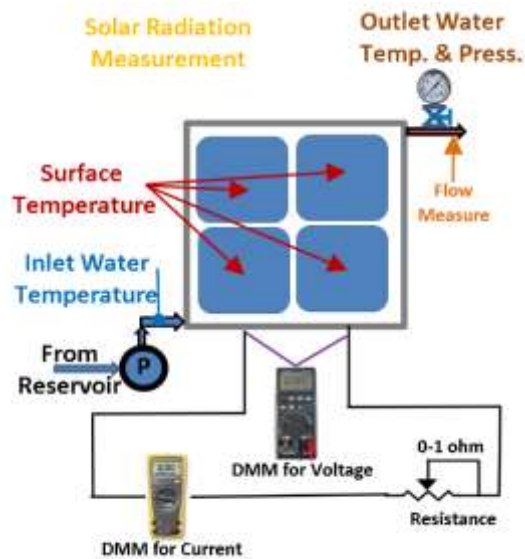 Solar Radiation
Measurement
Outlet Water
Temp. & Press.
Surface
Temperature
Flow
Measure
Inlet Water
Temperature
From
Reservoir
P
DMM for Voltage
0-1 ohm
Resistance
DMM for Current